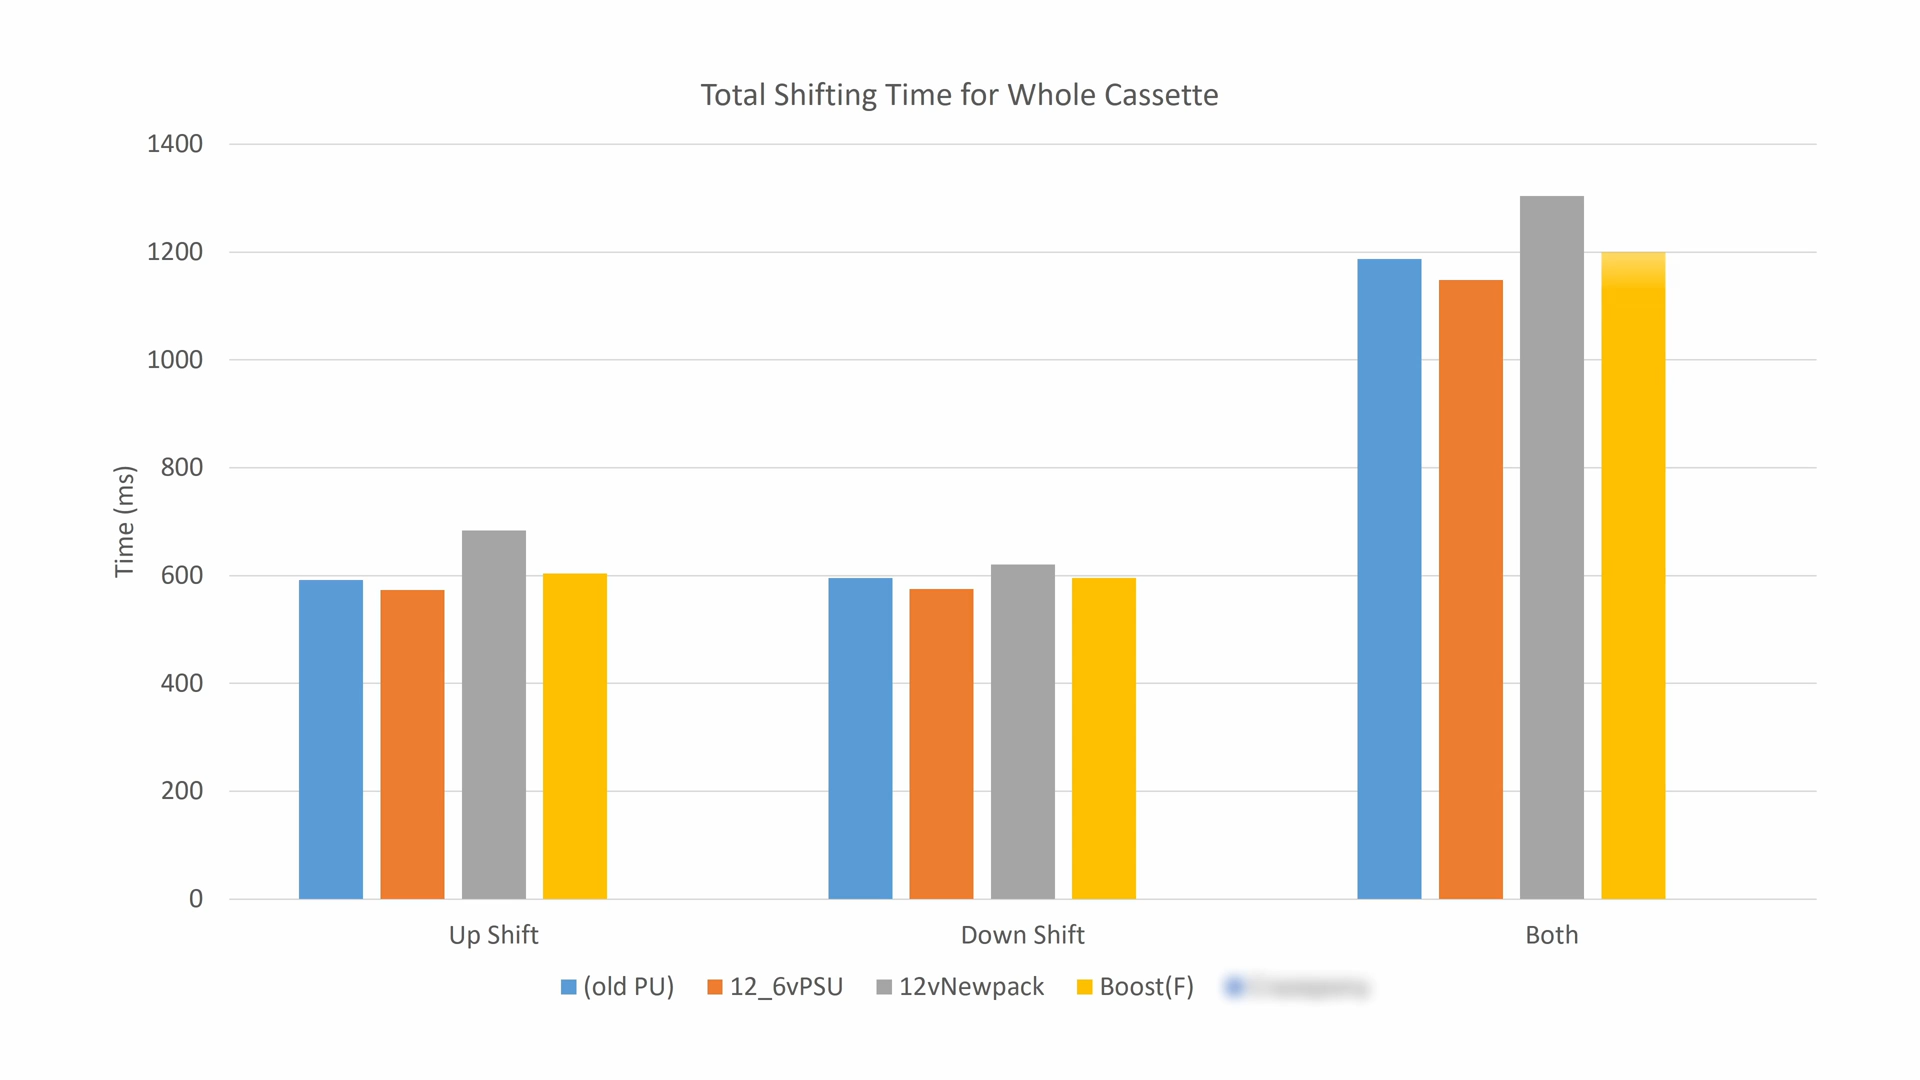 Total Shifting Time for Whole Cassette
1400
1200
1000
800
600
400
200
0
Time (ms)
Up Shift Down Shift Both
(old PU) 12_6vPSU 12vNewpack Boost(F)